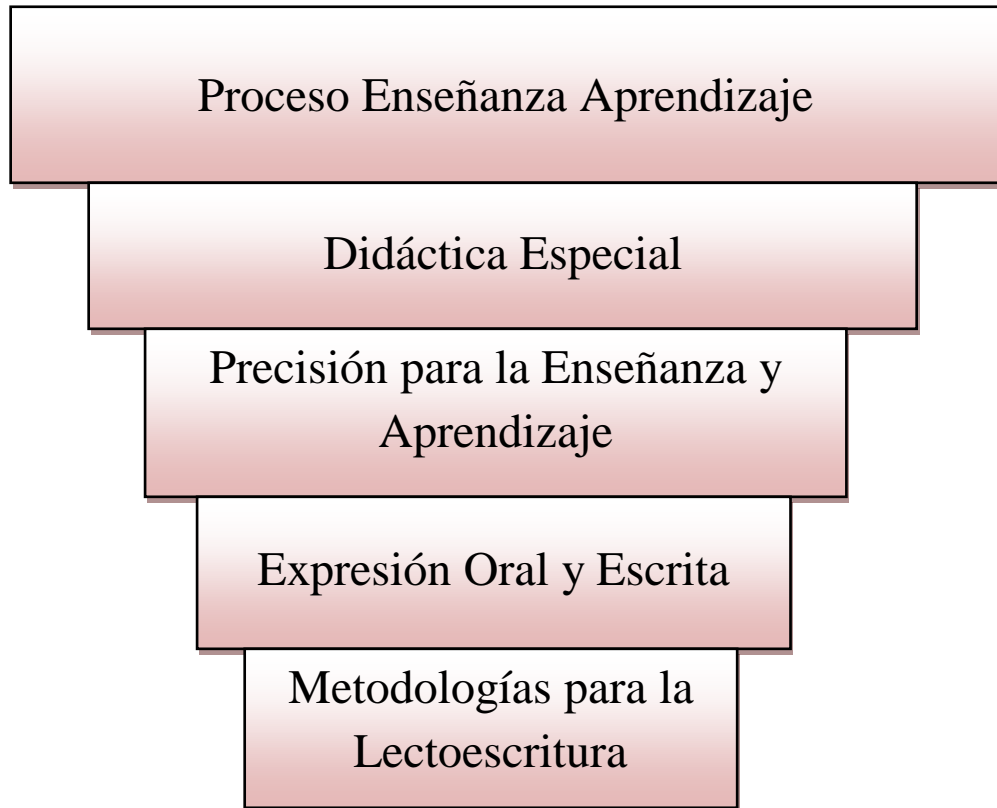 Proceso Enseñanza Aprendizaje
Didáctica Especial
Precisión para la Enseñanza y
Aprendizaje
Expresión Oral y Escrita
Metodologías para la
Lectoescritura